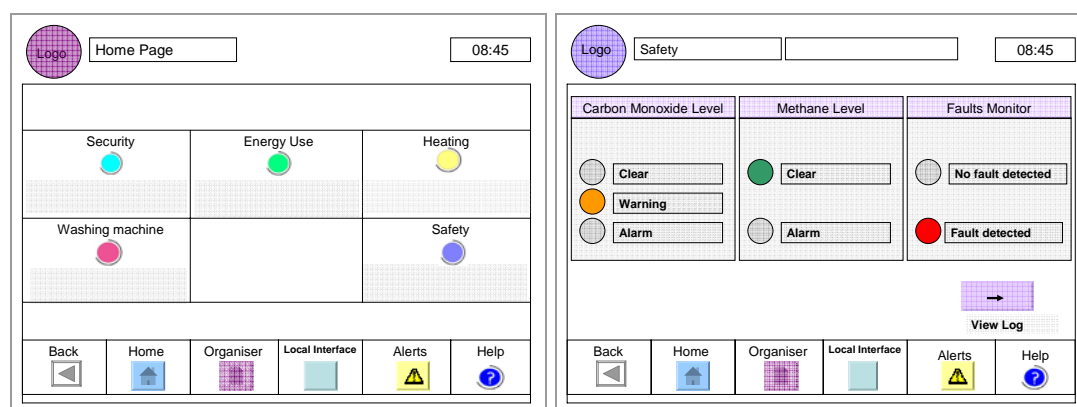 Logo
Home Page
08:45
Security
Energy Use
Heating
Washing machine
Safety
Back
Home
Organiser
Local Interface
Alerts
Help
Logo
Safety
08:45
Carbon Monoxide Level
Methane Level
Faults Monitor
Clear
Clear
No fault detected
Warning
Alarm
Alarm
Fault detected
View Log
Back
Home
Organiser
Local Interface
Alerts
Help